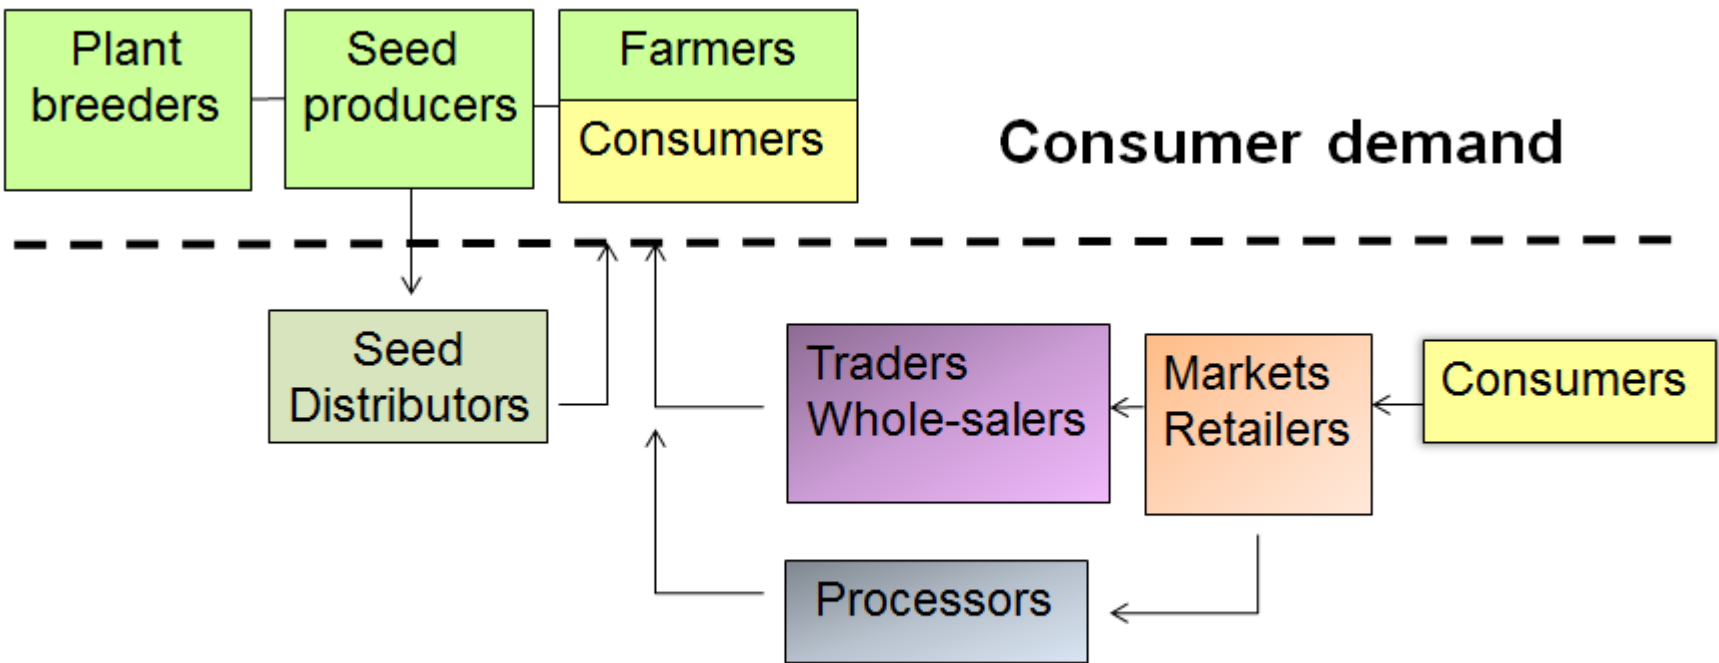 Plant
breeders
Seed
producers
Farmers
Consumers
Consumer demand
Seed
Distributors
Traders
Whole-salers
Markets
Retailers
Consumers
Processors